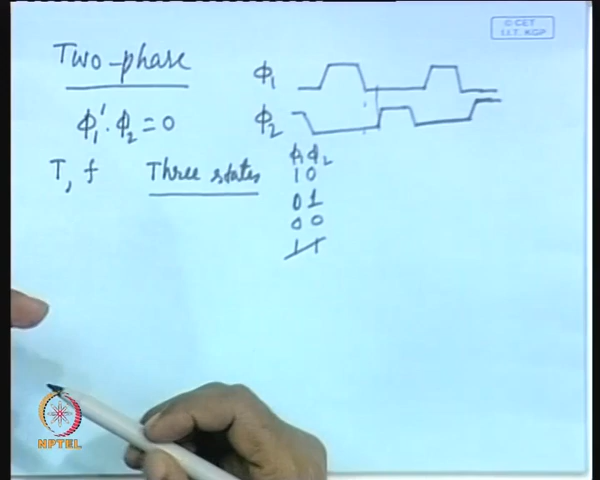 © CET
I.I.T. KGP
Two-phase
ϕ₁
ϕ₁'. ϕ₂ = 0
ϕ₂
T, f Three states
ϕ₁ ϕ₂
1 0
0 1
0 0
1 1
NPTEL